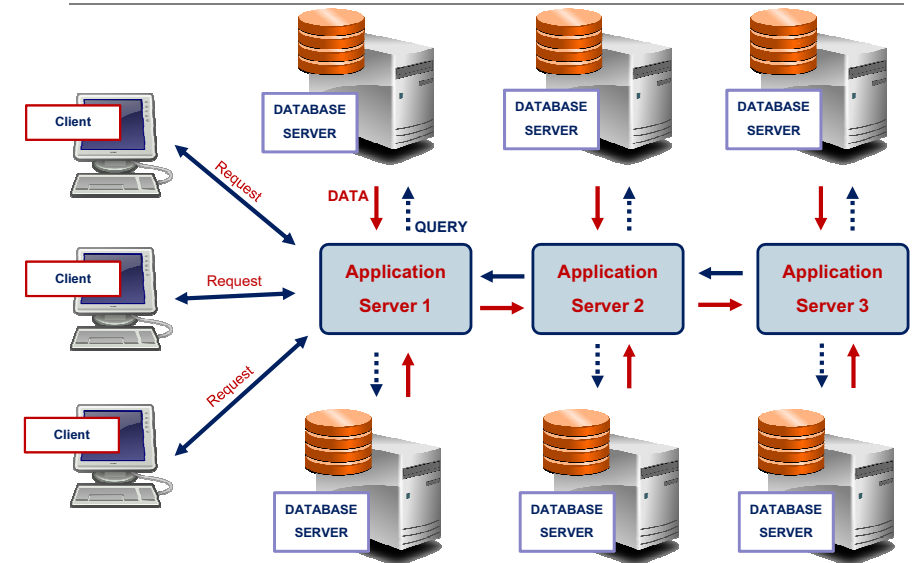 DATABASE
SERVER
DATABASE
SERVER
DATABASE
SERVER
Client
Request
DATA
QUERY
Client
Request
Application
Server 1
Application
Server 2
Application
Server 3
Client
Request
DATABASE
SERVER
DATABASE
SERVER
DATABASE
SERVER